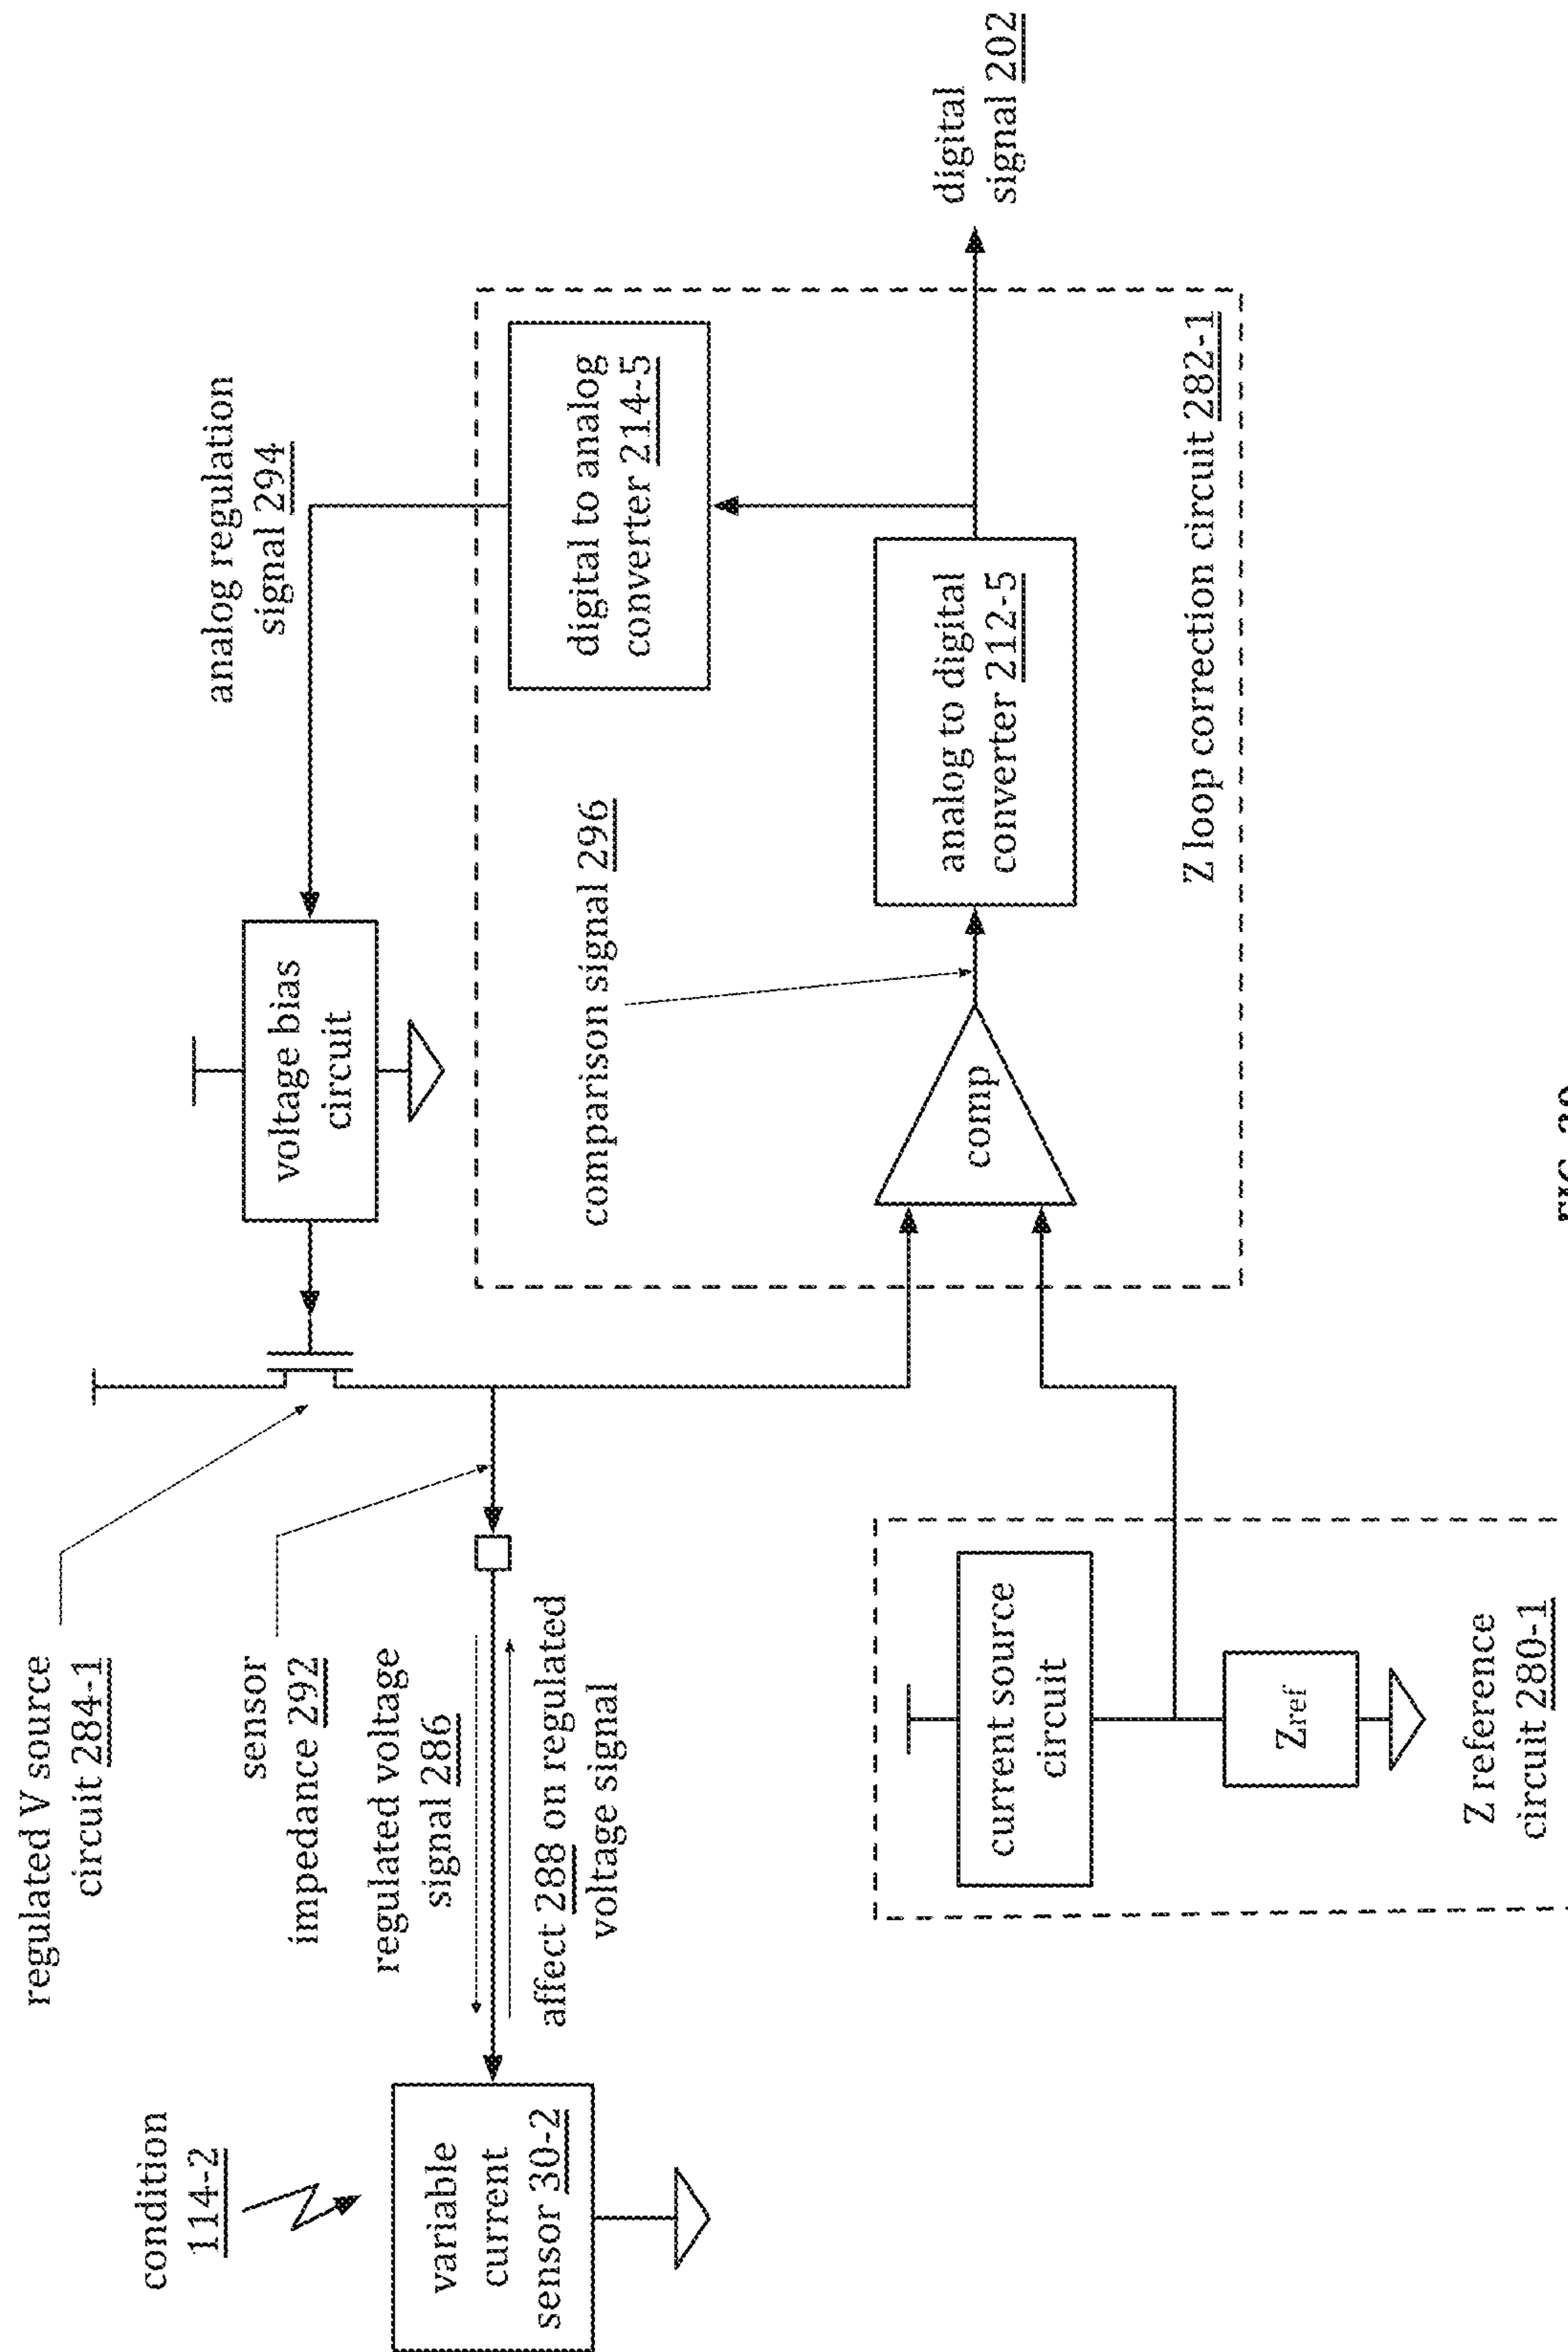 regulated V source
circuit 284-1
analog regulation
signal 294
voltage bias
circuit
condition
114-2
sensor
impedance 292
regulated voltage
signal 286
affect 288 on regulated
voltage signal
variable
current
sensor 30-2
comparison signal 296
digital to analog
converter 214-5
comp
analog to digital
converter 212-5
digital
signal 202
Z loop correction circuit 282-1
current source
circuit
Zref
Z reference
circuit 280-1